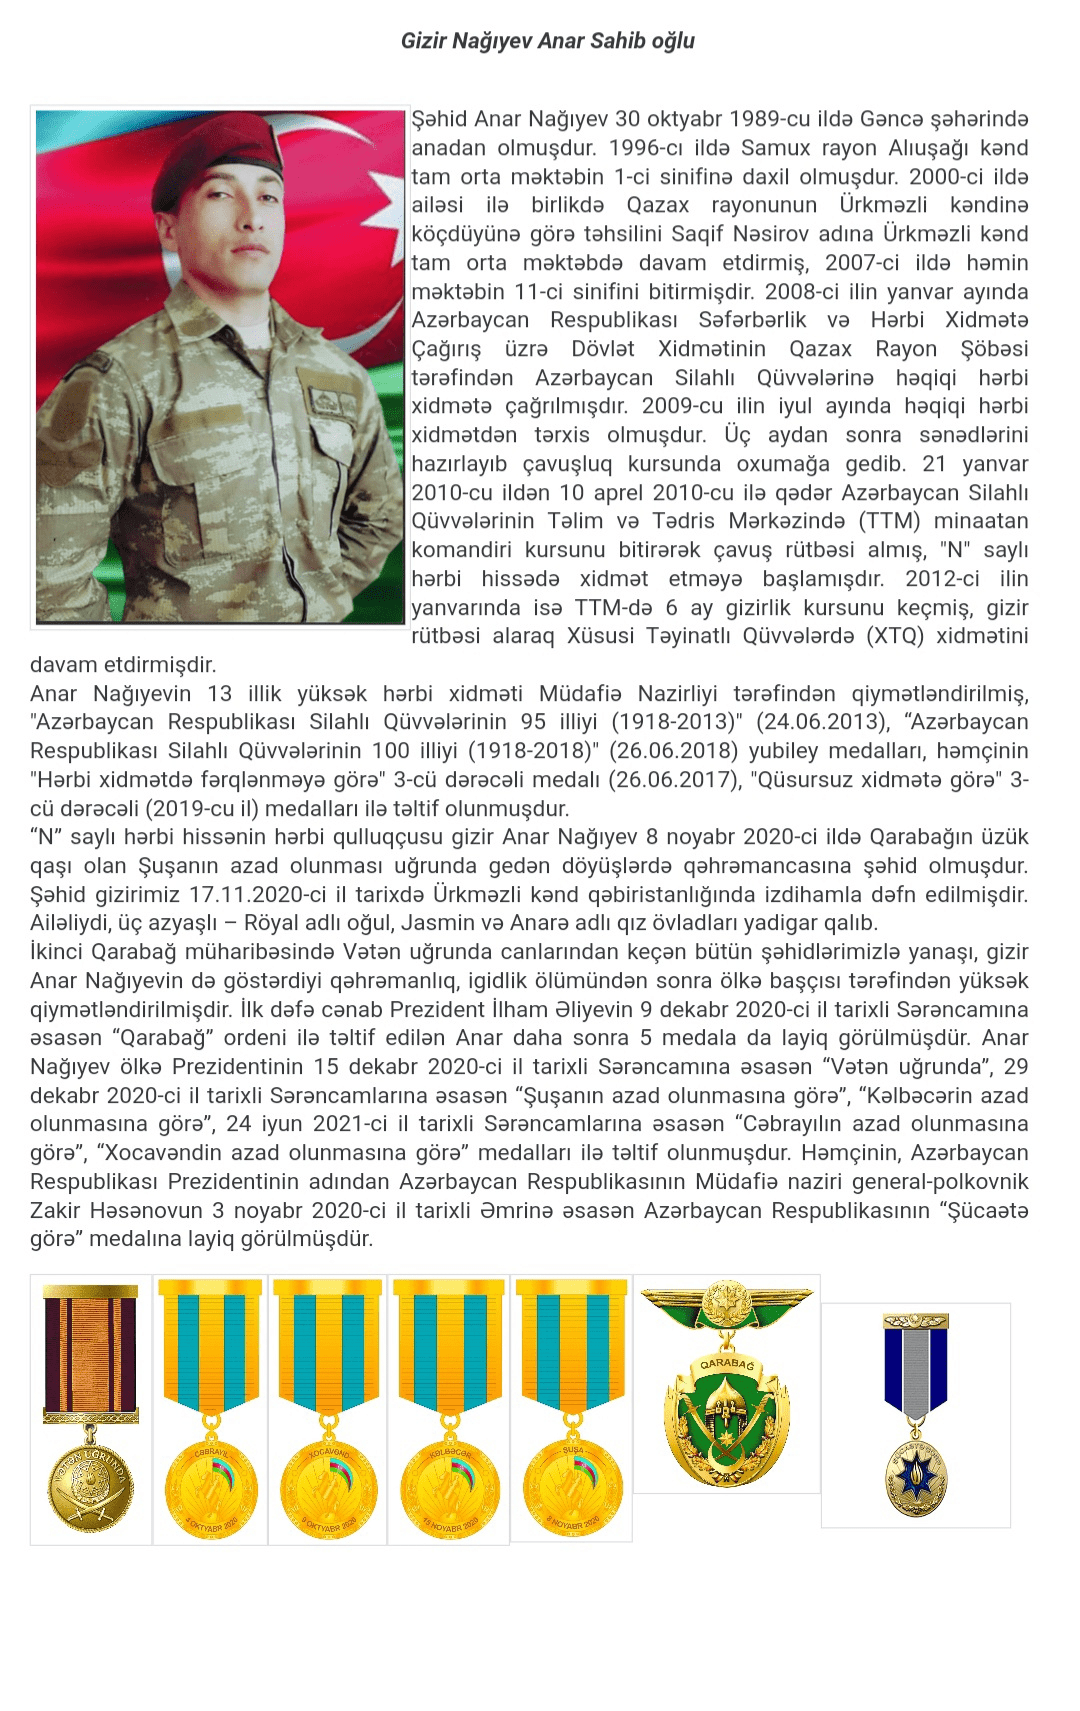 Gizir Nağıyev Anar Sahib oğlu
Şəhid Anar Nağıyev 30 oktyabr 1989-cu ildə Gəncə şəhərində
anadan olmuşdur. 1996-cı ildə Samux rayon Alıuşağı kənd
tam orta məktəbin 1-ci sinifinə daxil olmuşdur. 2000-ci ildə
ailəsi ilə birlikdə Qazax rayonunun Ürkməzli kəndinə
köçdüyünə görə təhsilini Saqif Nəsirov adına Ürkməzli kənd
tam orta məktəbdə davam etdirmiş, 2007-ci ildə həmin
məktəbin 11-ci sinifini bitirmişdir. 2008-ci ilin yanvar ayında
Azərbaycan Respublikası Səfərbərlik və Hərbi Xidmətə
Çağırış üzrə Dövlət Xidmətinin Qazax Rayon Şöbəsi
tərəfindən Azərbaycan Silahlı Qüvvələrinə həqiqi hərbi
xidmətə çağrılmışdır. 2009-cu ilin iyul ayında həqiqi hərbi
xidmətdən tərxis olmuşdur. Üç aydan sonra sənədlərini
hazırlayıb çavuşluq kursunda oxumağa gedib. 21 yanvar
2010-cu ildən 10 aprel 2010-cu ilə qədər Azərbaycan Silahlı
Qüvvələrinin Təlim və Tədris Mərkəzində (TTM) minaatan
komandiri kursunu bitirərək çavuş rütbəsi almış, "N" saylı
hərbi hissədə xidmət etməyə başlamışdır. 2012-ci ilin
yanvarında isə TTM-də 6 ay gizirlik kursunu keçmiş, gizir
rütbəsi alaraq Xüsusi Təyinatlı Qüvvələrdə (XTQ) xidmətini
davam etdirmişdir.
Anar Nağıyevin 13 illik yüksək hərbi xidməti Müdafiə Nazirliyi tərəfindən qiymətləndirilmiş,
"Azərbaycan Respublikası Silahlı Qüvvələrinin 95 illiyi (1918-2013)" (24.06.2013), “Azərbaycan
Respublikası Silahlı Qüvvələrinin 100 illiyi (1918-2018)" (26.06.2018) yubiley medalları, həmçinin
"Hərbi xidmətdə fərqlənməyə görə" 3-cü dərəcəli medalı (26.06.2017), "Qüsursuz xidmətə görə" 3-
cü dərəcəli (2019-cu il) medalları ilə təltif olunmuşdur.
“N” saylı hərbi hissənin hərbi qulluqçusu gizir Anar Nağıyev 8 noyabr 2020-ci ildə Qarabağın üzük
qaşı olan Şuşanın azad olunması uğrunda gedən döyüşlərdə qəhrəmancasına şəhid olmuşdur.
Şəhid gizirimiz 17.11.2020-ci il tarixdə Ürkməzli kənd qəbiristanlığında izdihamla dəfn edilmişdir.
Ailəliydi, üç azyaşlı – Röyal adlı oğul, Jasmin və Anarə adlı qız övladları yadigar qalıb.
İkinci Qarabağ müharibəsində Vətən uğrunda canlarından keçən bütün şəhidlərimizlə yanaşı, gizir
Anar Nağıyevin də göstərdiyi qəhrəmanlıq, igidlik ölümündən sonra ölkə başçısı tərəfindən yüksək
qiymətləndirilmişdir. İlk dəfə cənab Prezident İlham Əliyevin 9 dekabr 2020-ci il tarixli Sərəncamına
əsasən “Qarabağ” ordeni ilə təltif edilən Anar daha sonra 5 medala da layiq görülmüşdür. Anar
Nağıyev ölkə Prezidentinin 15 dekabr 2020-ci il tarixli Sərəncamına əsasən “Vətən uğrunda”, 29
dekabr 2020-ci il tarixli Sərəncamlarına əsasən “Şuşanın azad olunmasına görə”, “Kəlbəcərin azad
olunmasına görə”, 24 iyun 2021-ci il tarixli Sərəncamlarına əsasən “Cəbrayılın azad olunmasına
görə”, “Xocavəndin azad olunmasına görə” medalları ilə təltif olunmuşdur. Həmçinin, Azərbaycan
Respublikası Prezidentinin adından Azərbaycan Respublikasının Müdafiə naziri general-polkovnik
Zakir Həsənovun 3 noyabr 2020-ci il tarixli Əmrinə əsasən Azərbaycan Respublikasının “Şücaətə
görə” medalına layiq görülmüşdür.
VƏTƏN UĞRUNDA
CƏBRAYIL
4 OKTYABR 2020
XOCAVƏND
9 OKTYABR 2020
KƏLBƏCƏR
ŞUŞA
8 NOYABR 2020
QARABAĞ